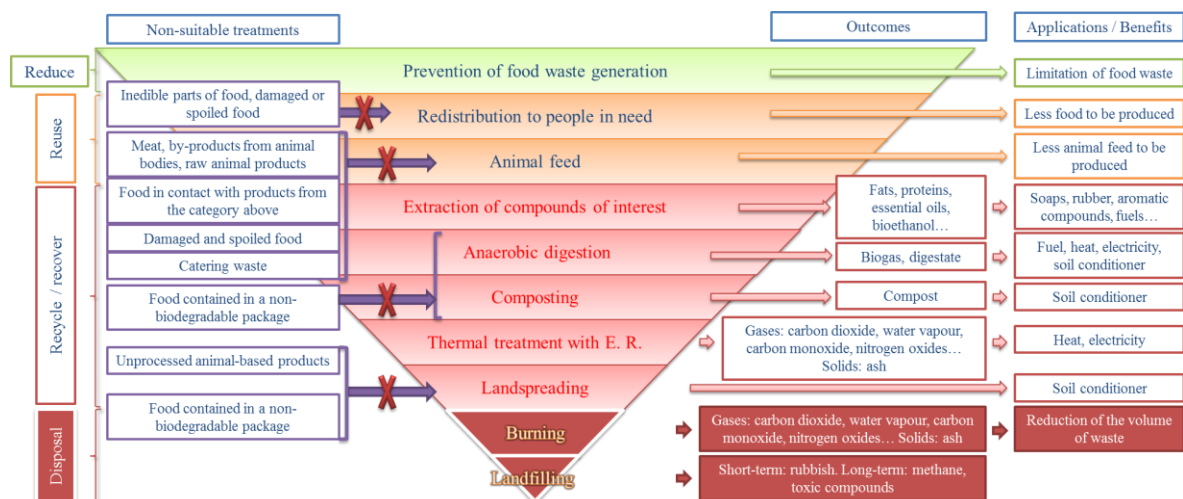 Non-suitable treatments
Outcomes
Applications / Benefits
Reduce
Prevention of food waste generation
Limitation of food waste
Reuse
Inedible parts of food, damaged or
spoiled food
Redistribution to people in need
Less food to be produced
Meat, by-products from animal
bodies, raw animal products
Animal feed
Less animal feed to be
produced
Recycle / recover
Food in contact with products from
the category above
Extraction of compounds of interest
Fats, proteins,
essential oils,
bioethanol…
Soaps, rubber, aromatic
compounds, fuels…
Damaged and spoiled food
Catering waste
Anaerobic digestion
Biogas, digestate
Fuel, heat, electricity,
soil conditioner
Food contained in a non-
biodegradable package
Composting
Compost
Soil conditioner
Thermal treatment with E. R.
Gases: carbon dioxide, water vapour,
carbon monoxide, nitrogen oxides…
Solids: ash
Heat, electricity
Unprocessed animal-based products
Landspreading
Soil conditioner
Food contained in a non-
biodegradable package
Disposal
Burning
Gases: carbon dioxide, water vapour, carbon
monoxide, nitrogen oxides… Solids: ash
Reduction of the volume
of waste
Landfilling
Short-term: rubbish. Long-term: methane,
toxic compounds